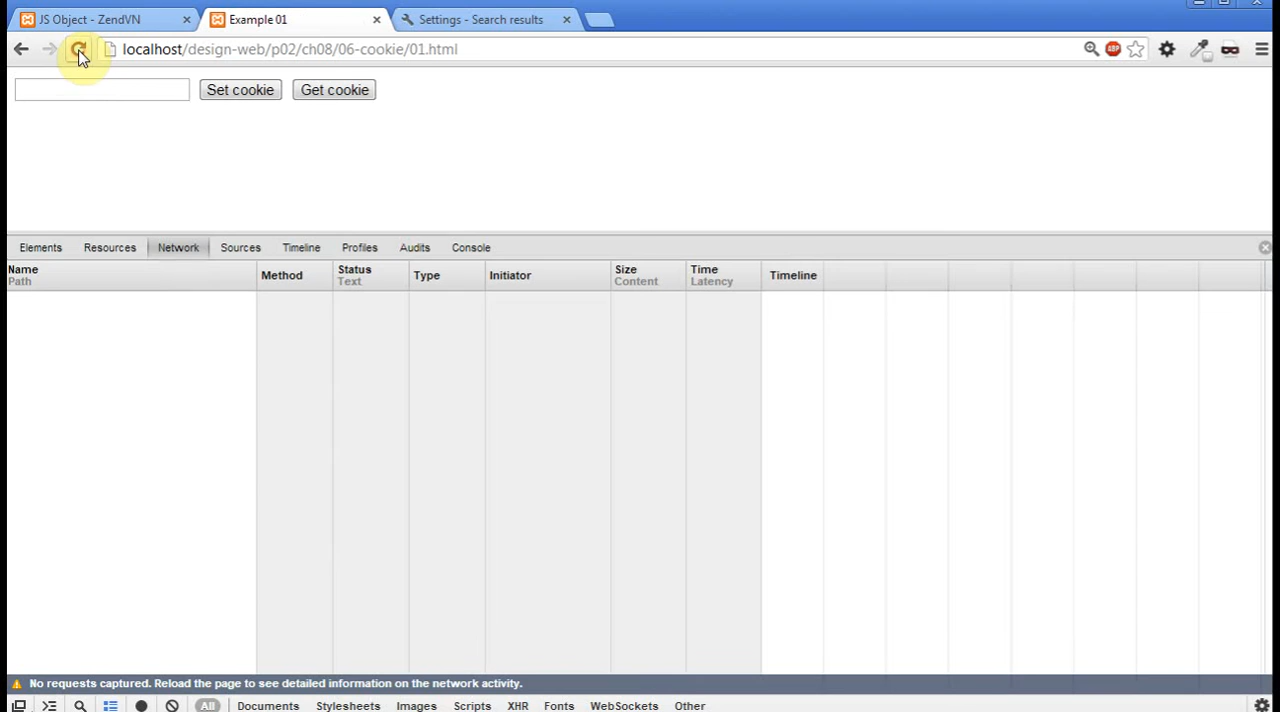 JS Object - ZendVN
Example 01
Settings - Search results
localhost/design-web/p02/ch08/06-cookie/01.html
ABP
Set cookie
Get cookie
Elements
Resources
Network
Sources
Timeline
Profiles
Audits
Console
Name
Path
Method
Status
Text
Type
Initiator
Size
Content
Time
Latency
Timeline
No requests captured. Reload the page to see detailed information on the network activity.
All
Documents
Stylesheets
Images
Scripts
XHR
Fonts
WebSockets
Other